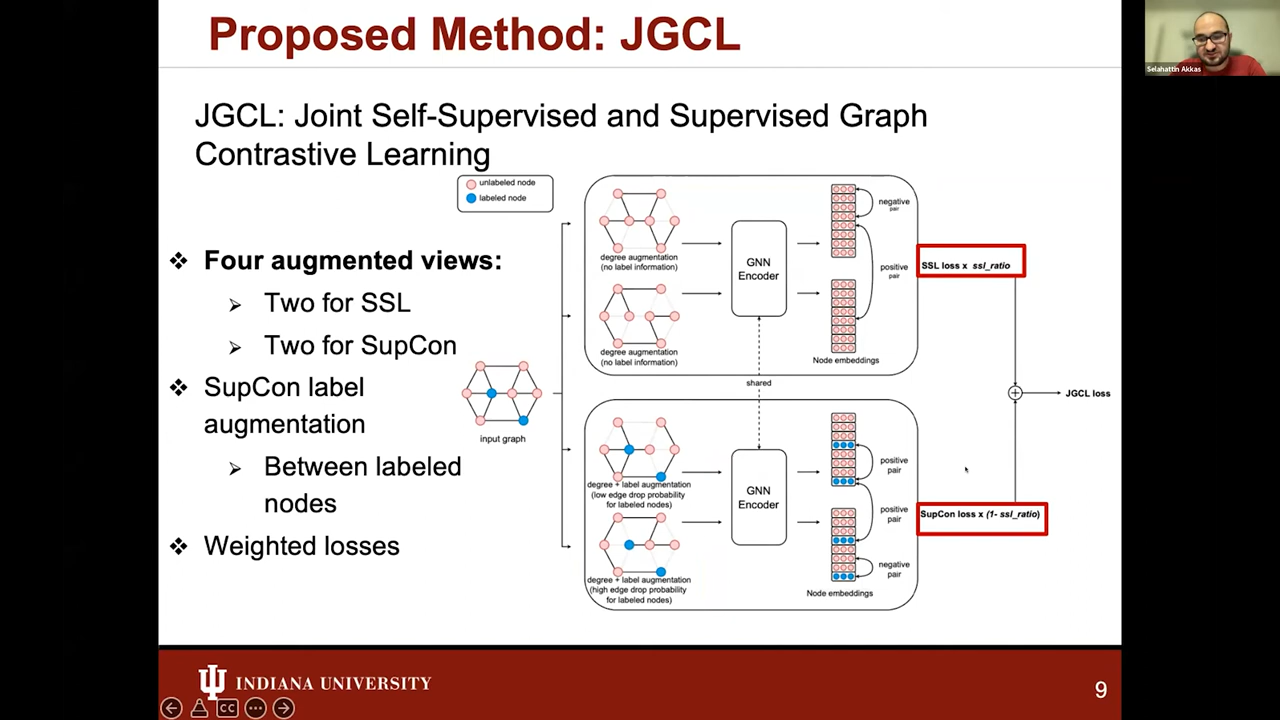 Proposed Method: JGCL
Selahattin Akkas
JGCL: Joint Self-Supervised and Supervised Graph
Contrastive Learning
❖ Four augmented views:
➢ Two for SSL
➢ Two for SupCon
❖ SupCon label
augmentation
➢ Between labeled
nodes
❖ Weighted losses
unlabeled node
labeled node
input graph
degree augmentation
(no label information)
degree augmentation
(no label information)
GNN
Encoder
negative
pair
positive
pair
Node embeddings
SSL loss x ssl_ratio
shared
JGCL loss
degree + label augmentation
(low edge drop probability
for labeled nodes)
degree + label augmentation
(high edge drop probability
for labeled nodes)
GNN
Encoder
positive
pair
positive
pair
negative
pair
Node embeddings
SupCon loss x (1- ssl_ratio)
INDIANA UNIVERSITY
9
CC